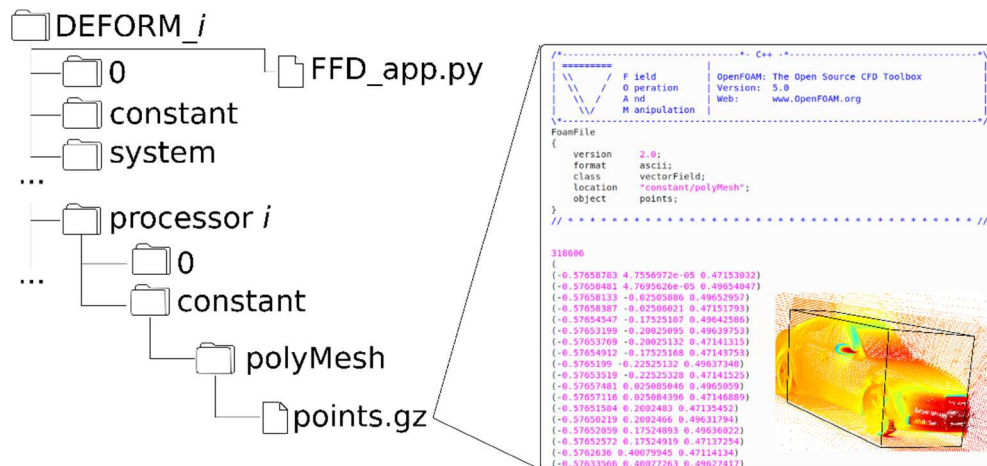 DEFORM_i
FFD_app.py
0
constant
system
...
processor i
...
0
constant
polyMesh
points.gz
/*--------------------------------*- C++ -*----------------------------------*\
| =========                 |
| \\      /  F ield         | OpenFOAM: The Open Source CFD Toolbox
|  \\    /   O peration     | Version:  5.0
|   \\  /    A nd           | Web:      www.OpenFOAM.org
|    \\/     M anipulation  |
\*---------------------------------------------------------------------------*/
FoamFile
{
    version     2.0;
    format      ascii;
    class       vectorField;
    location    "constant/polyMesh";
    object      points;
}
// * * * * * * * * * * * * * * * * * * * * * * * * * * * * * * * * * * * * * //
318606
(
(-0.57658783 4.7556972e-05 0.47153032)
(-0.57658481 4.7695626e-05 0.49654047)
(-0.57658133 -0.02505886 0.49652957)
(-0.57658387 -0.02506021 0.47151793)
(-0.57654547 -0.17525107 0.49642586)
(-0.57653199 -0.20025095 0.49639753)
(-0.57653769 -0.20025132 0.47141315)
(-0.57654912 -0.17525168 0.47143753)
(-0.5765199 -0.22525132 0.49637348)
(-0.57653519 -0.22525328 0.47141525)
(-0.57657481 0.025085046 0.4965059)
(-0.57657116 0.025084396 0.47146889)
(-0.57651584 0.2002483 0.47135452)
(-0.57650219 0.2002466 0.49631794)
(-0.57652059 0.17524893 0.49636022)
(-0.57652572 0.17524919 0.47137254)
(-0.5762636 0.40079945 0.47114134)
(-0.57633566 0.40077263 0.49627417)